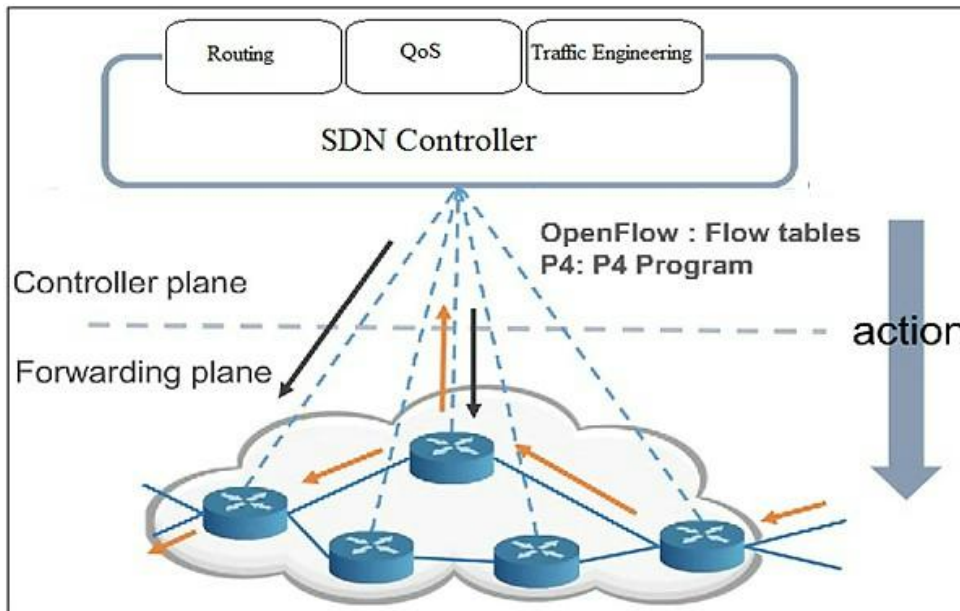 Routing
QoS
Traffic Engineering
SDN Controller
OpenFlow : Flow tables
P4: P4 Program
Controller plane
action
Forwarding plane